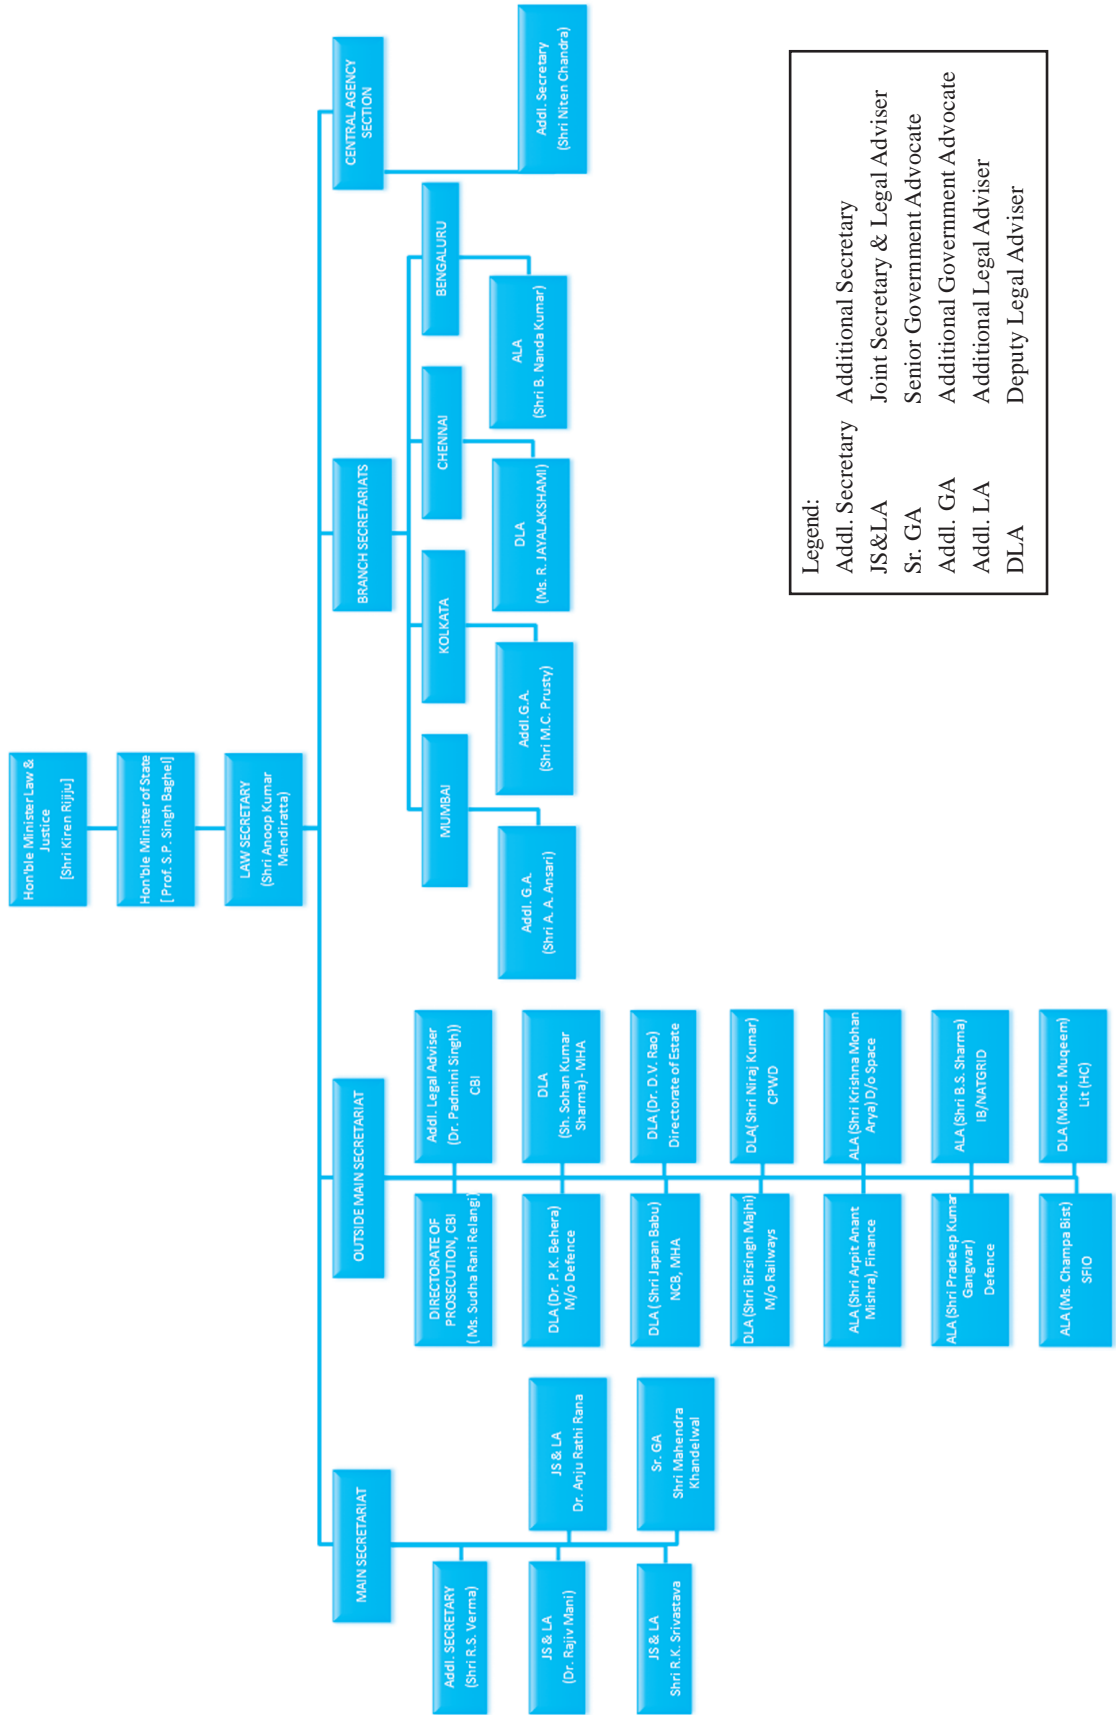 Hon'ble Minister Law &
Justice
[Shri Kiren Rijiju]
Hon'ble Minister of State
[ Prof. S.P. Singh Baghel]
LAW SECRETARY
(Shri Anoop Kumar
Mendiratta)
MAIN SECRETARIAT
Addl. SECRETARY
(Shri R.S. Verma)
JS & LA
(Dr. Rajiv Mani)
JS & LA
Dr. Anju Rathi Rana
JS & LA
Shri R.K. Srivastava
Sr. GA
Shri Mahendra
Khandelwal
OUTSIDE MAIN SECRETARIAT
DIRECTORATE OF
PROSECUTION, CBI
( Ms. Sudha Rani Relangi)
Addl. Legal Adviser
(Dr. Padmini Singh))
CBI
DLA (Dr. P.K. Behera)
M/o Defence
DLA
(Sh. Sohan Kumar
Sharma) - MHA
DLA ( Shri Japan Babu)
NCB, MHA
DLA (Dr. D.V. Rao)
Directorate of Estate
DLA (Shri Birsingh Majhi)
M/o Railways
DLA( Shri Niraj Kumar)
CPWD
ALA (Shri Arpit Anant
Mishra), Finance
ALA (Shri Krishna Mohan
Arya) D/o Space
ALA (Shri Pradeep Kumar
Gangwar)
Defence
ALA (Shri B.S. Sharma)
IB/NATGRID
ALA (Ms. Champa Bist)
SFIO
DLA (Mohd. Muqeem)
Lit (HC)
BRANCH SECRETARIATS
MUMBAI
Addl. G.A.
(Shri A. A. Ansari)
KOLKATA
Addl.G.A.
(Shri M.C. Prusty)
CHENNAI
DLA
(Ms. R. JAYALAKSHAMI)
BENGALURU
ALA
(Shri B. Nanda Kumar)
CENTRAL AGENCY
SECTION
Addl. Secretary
(Shri Niten Chandra)
Legend:
Addl. Secretary Additional Secretary
JS&LA Joint Secretary & Legal Adviser
Sr. GA Senior Government Advocate
Addl. GA Additional Government Advocate
Addl. LA Additional Legal Adviser
DLA Deputy Legal Adviser